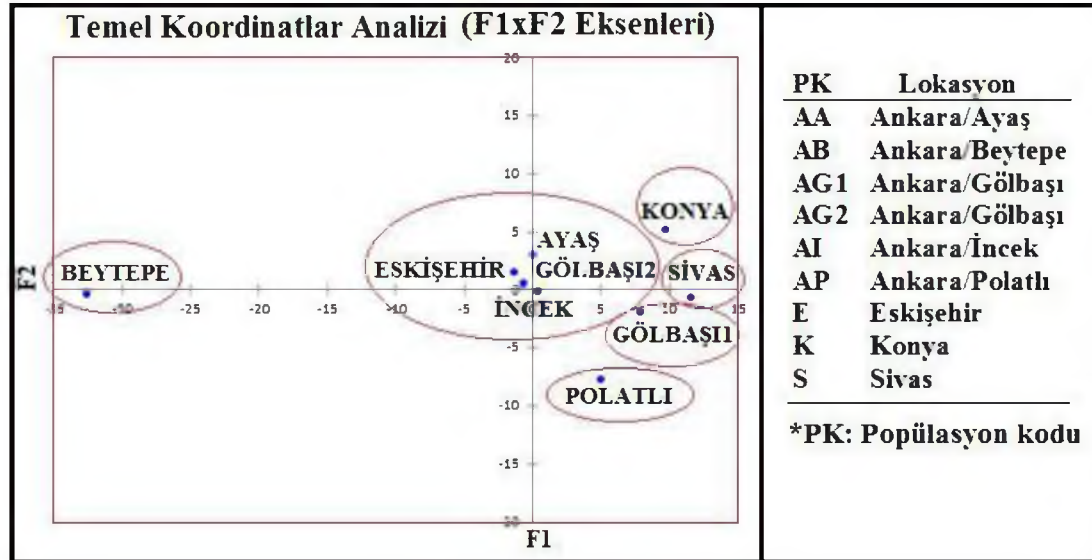 Temel Koordinatlar Analizi (F1xF2 Eksenleri)
20
15
10
5
-5
-10
-15
-30 -25 -20 -15 -10 -5 5 10 15
F2
F1
BEYTEPE
KONYA
AYAŞ
ESKİŞEHİR
GÖLBAŞI2
SİVAS
İNCEK
GÖLBAŞI1
POLATLI
PK Lokasyon
AA Ankara/Ayaş
AB Ankara/Beytepe
AG1 Ankara/Gölbaşı
AG2 Ankara/Gölbaşı
AI Ankara/İncek
AP Ankara/Polatlı
E Eskişehir
K Konya
S Sivas
*PK: Popülasyon kodu